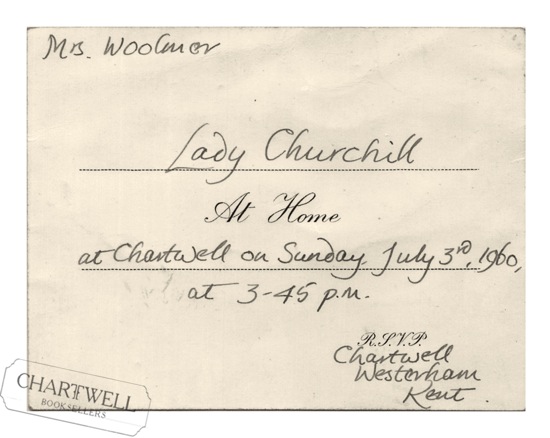 Mrs. Woolmer
Lady Churchill
At Home
at Chartwell on Sunday July 3rd, 1960,
at 3-45 p.m.
R.S.V.P.
Chartwell
Westerham
Kent.
CHARTWELL
BOOKSELLERS